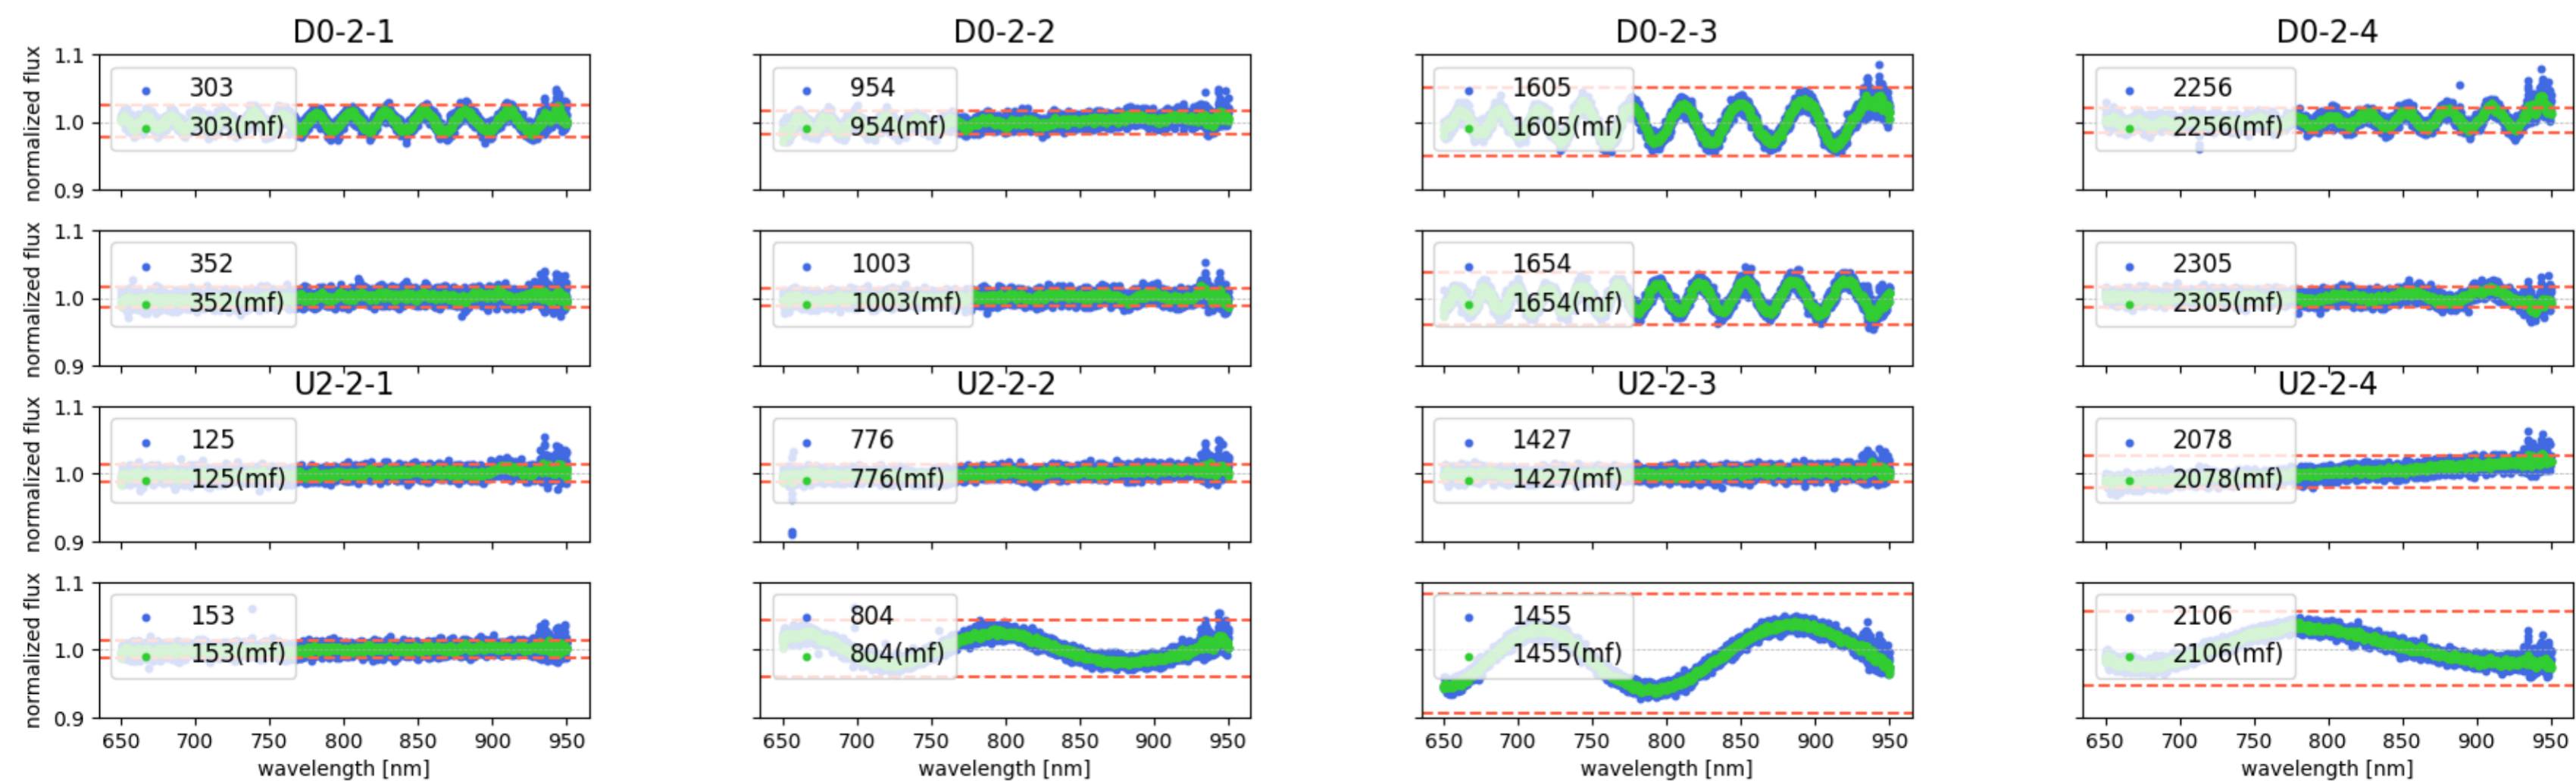 D0-2-1 D0-2-2 D0-2-3 D0-2-4
normalized flux
1.1
1.0
0.9
303
303(mf)
954
954(mf)
1605
1605(mf)
2256
2256(mf)
normalized flux
1.1
1.0
0.9
352
352(mf)
1003
1003(mf)
1654
1654(mf)
2305
2305(mf)
U2-2-1 U2-2-2 U2-2-3 U2-2-4
normalized flux
1.1
1.0
0.9
125
125(mf)
776
776(mf)
1427
1427(mf)
2078
2078(mf)
normalized flux
1.1
1.0
0.9
153
153(mf)
804
804(mf)
1455
1455(mf)
2106
2106(mf)
650 700 750 800 850 900 950
650 700 750 800 850 900 950
650 700 750 800 850 900 950
650 700 750 800 850 900 950
wavelength [nm]
wavelength [nm]
wavelength [nm]
wavelength [nm]